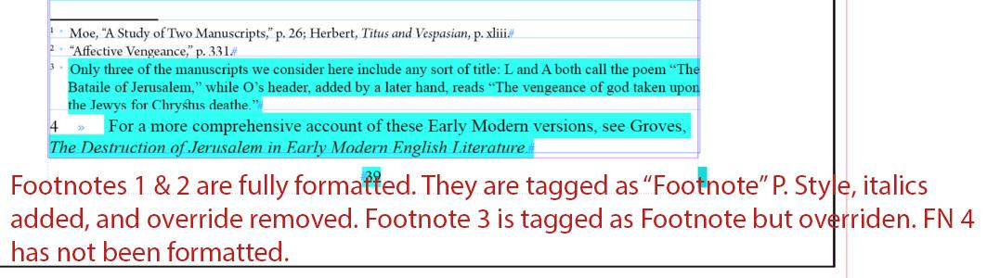 1 Moe, “A Study of Two Manuscripts,” p. 26; Herbert, Titus and Vespasian, p. xliii.#
2 “Affective Vengeance,” p. 331.#
3 Only three of the manuscripts we consider here include any sort of title: L and A both call the poem “The
Bataile of Jerusalem,” while O’s header, added by a later hand, reads “The vengeance of god taken upon
the Jewys for Chrystus deathe.”#
4 » For a more comprehensive account of these Early Modern versions, see Groves,
The Destruction of Jerusalem in Early Modern English Literature.#
#39
Footnotes 1 & 2 are fully formatted. They are tagged as “Footnote” P. Style, italics
added, and override removed. Footnote 3 is tagged as Footnote but overriden. FN 4
has not been formatted.